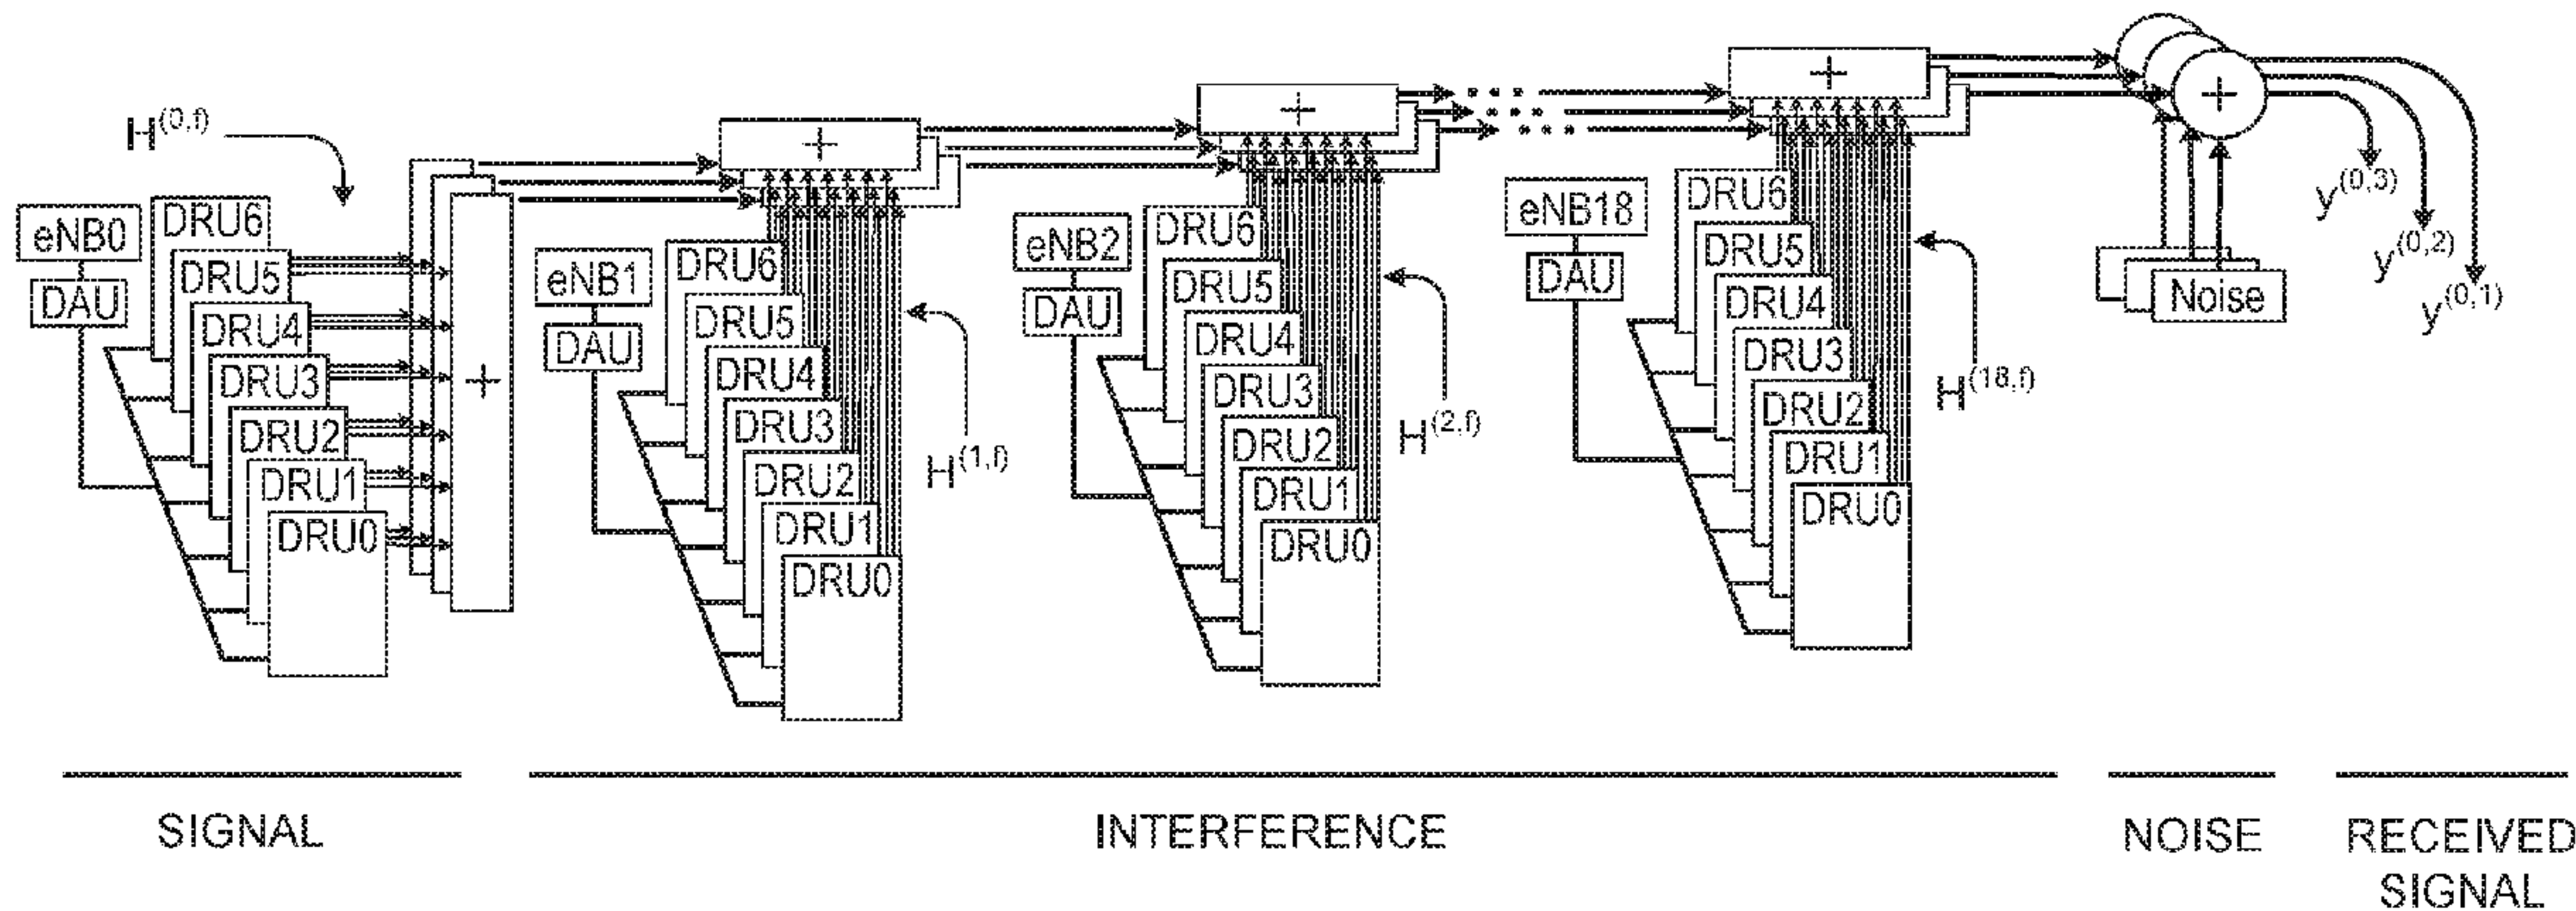 H^(0,f)
eNB0
DAU
DRU6
DRU5
DRU4
DRU3
DRU2
DRU1
DRU0
+
eNB1
DAU
DRU6
DRU5
DRU4
DRU3
DRU2
DRU1
DRU0
+
H^(1,f)
eNB2
DAU
DRU6
DRU5
DRU4
DRU3
DRU2
DRU1
DRU0
+
H^(2,f)
eNB18
DAU
DRU6
DRU5
DRU4
DRU3
DRU2
DRU1
DRU0
+
H^(18,f)
+
Noise
y^(0,3)
y^(0,2)
y^(0,1)
SIGNAL
INTERFERENCE
NOISE
RECEIVED
SIGNAL